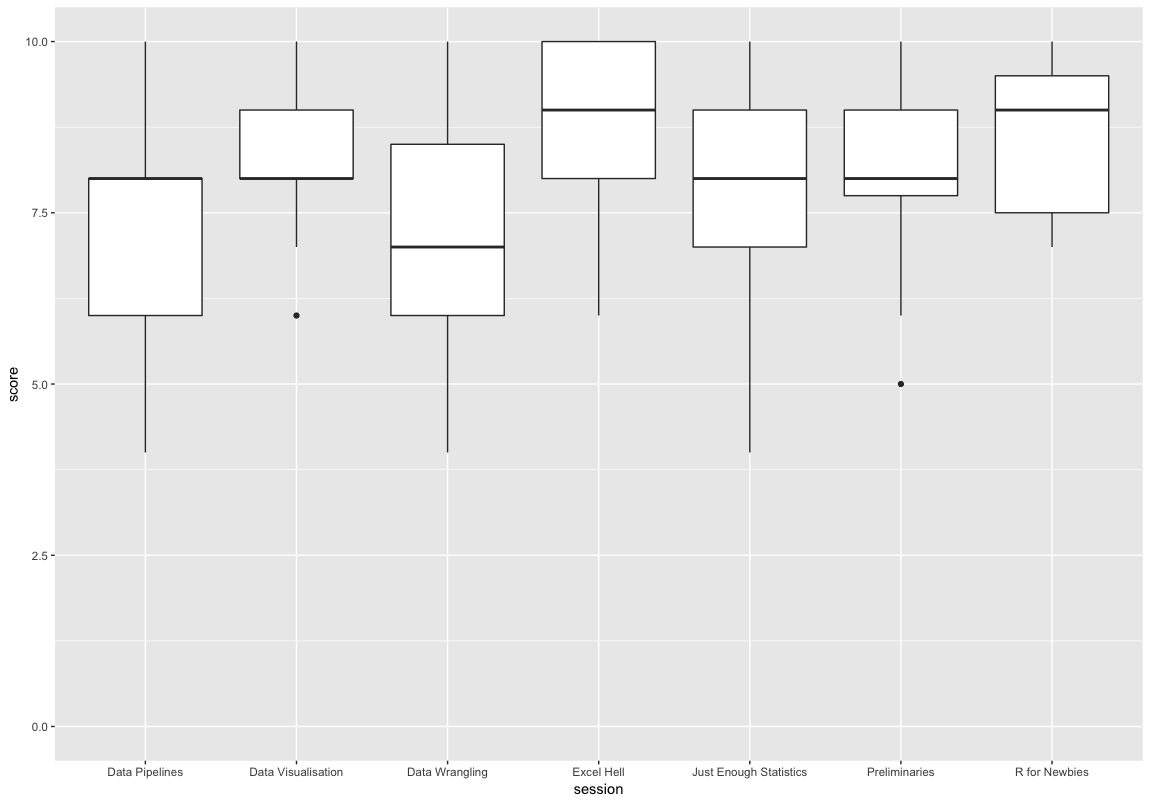 10.0
7.5
5.0
2.5
0.0
score
Data Pipelines
Data Visualisation
Data Wrangling
Excel Hell
Just Enough Statistics
Preliminaries
R for Newbies
session